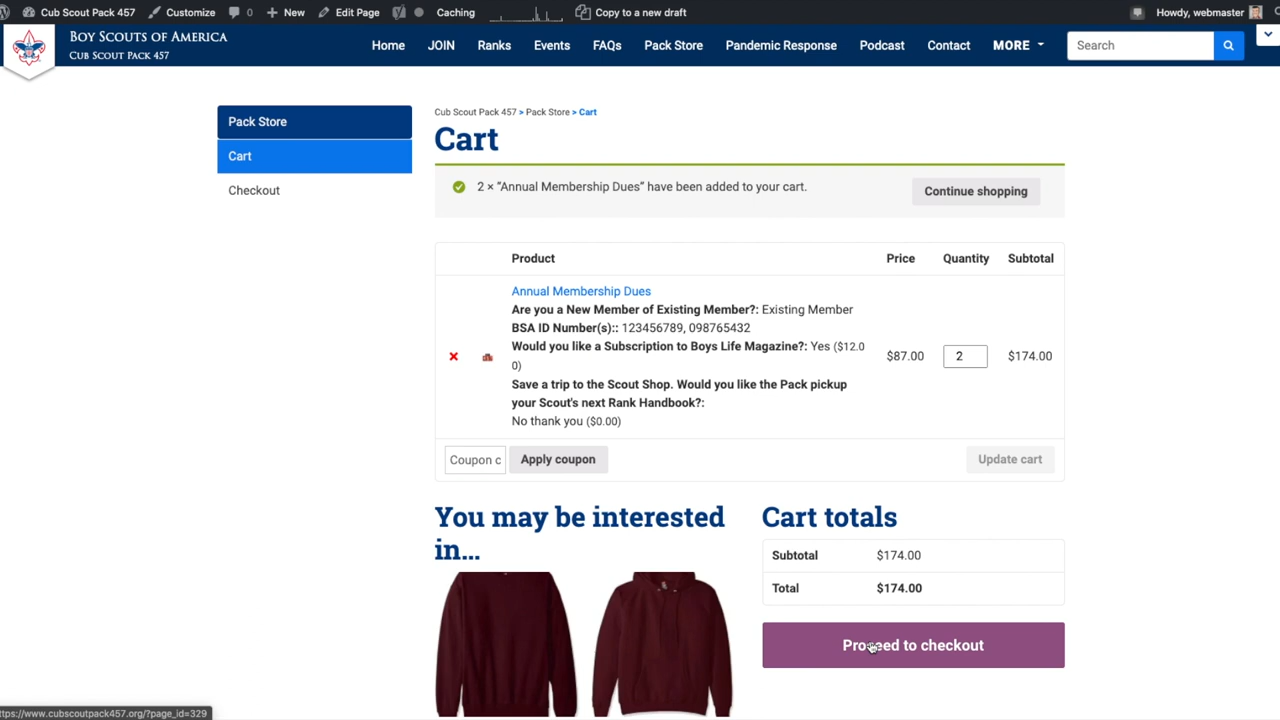 Cub Scout Pack 457 Customize 0 New Edit Page Caching Copy to a new draft Howdy, webmaster
BOY SCOUTS OF AMERICA
CUB SCOUT PACK 457
Home JOIN Ranks Events FAQs Pack Store Pandemic Response Podcast Contact MORE Search
Pack Store
Cart
Checkout
Cub Scout Pack 457 > Pack Store > Cart
Cart
2 × “Annual Membership Dues” have been added to your cart. Continue shopping
Product Price Quantity Subtotal
Annual Membership Dues
Are you a New Member of Existing Member?: Existing Member
BSA ID Number(s):: 123456789, 098765432
Would you like a Subscription to Boys Life Magazine?: Yes ($12.0
0)
$87.00 2 $174.00
Save a trip to the Scout Shop. Would you like the Pack pickup
your Scout's next Rank Handbook?:
No thank you ($0.00)
Coupon c Apply coupon Update cart
You may be interested
in…
Cart totals
Subtotal $174.00
Total $174.00
Proceed to checkout
ttps://www.cubscoutpack457.org/?page_id=329